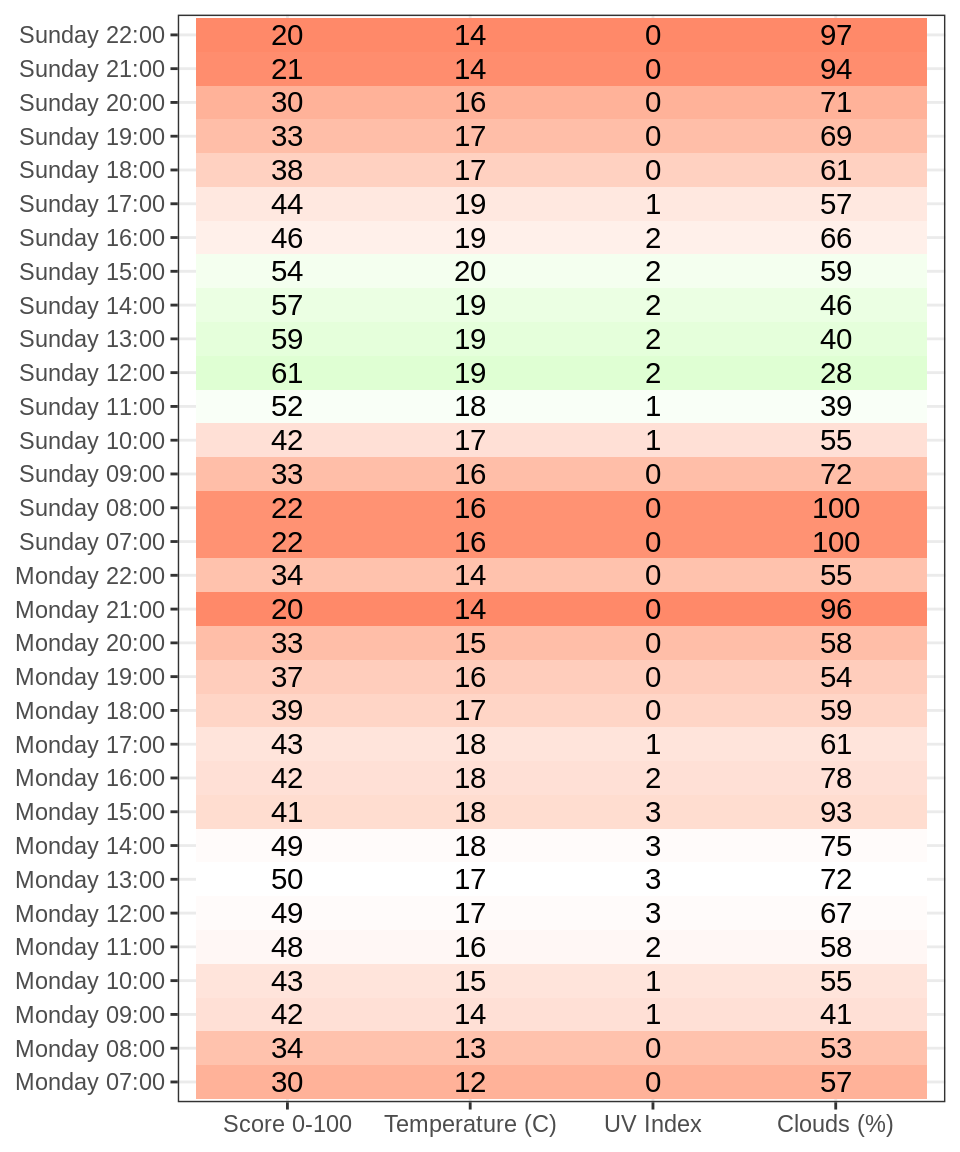 Sunday 22:00 20 14 0 97
Sunday 21:00 21 14 0 94
Sunday 20:00 30 16 0 71
Sunday 19:00 33 17 0 69
Sunday 18:00 38 17 0 61
Sunday 17:00 44 19 1 57
Sunday 16:00 46 19 2 66
Sunday 15:00 54 20 2 59
Sunday 14:00 57 19 2 46
Sunday 13:00 59 19 2 40
Sunday 12:00 61 19 2 28
Sunday 11:00 52 18 1 39
Sunday 10:00 42 17 1 55
Sunday 09:00 33 16 0 72
Sunday 08:00 22 16 0 100
Sunday 07:00 22 16 0 100
Monday 22:00 34 14 0 55
Monday 21:00 20 14 0 96
Monday 20:00 33 15 0 58
Monday 19:00 37 16 0 54
Monday 18:00 39 17 0 59
Monday 17:00 43 18 1 61
Monday 16:00 42 18 2 78
Monday 15:00 41 18 3 93
Monday 14:00 49 18 3 75
Monday 13:00 50 17 3 72
Monday 12:00 49 17 3 67
Monday 11:00 48 16 2 58
Monday 10:00 43 15 1 55
Monday 09:00 42 14 1 41
Monday 08:00 34 13 0 53
Monday 07:00 30 12 0 57
Score 0-100 Temperature (C) UV Index Clouds (%)